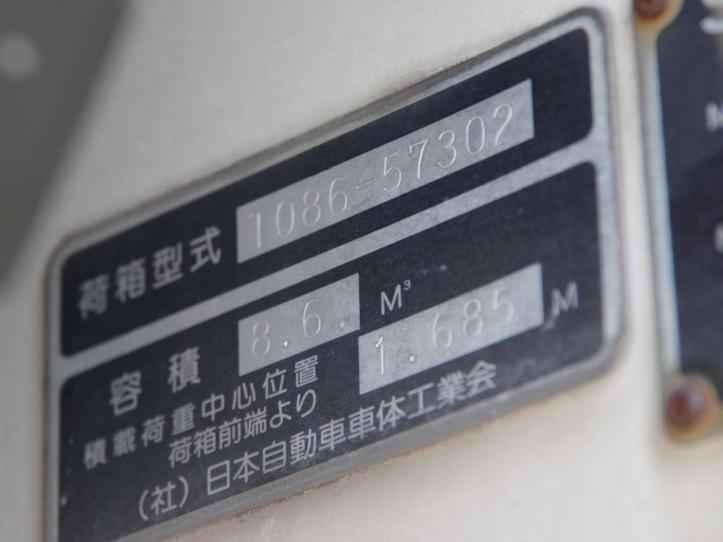 荷箱型式 1086-57302
容積 8.6. M³
積載荷重中心位置
荷箱前端より 1.685 M
(社) 日本自動車車体工業会